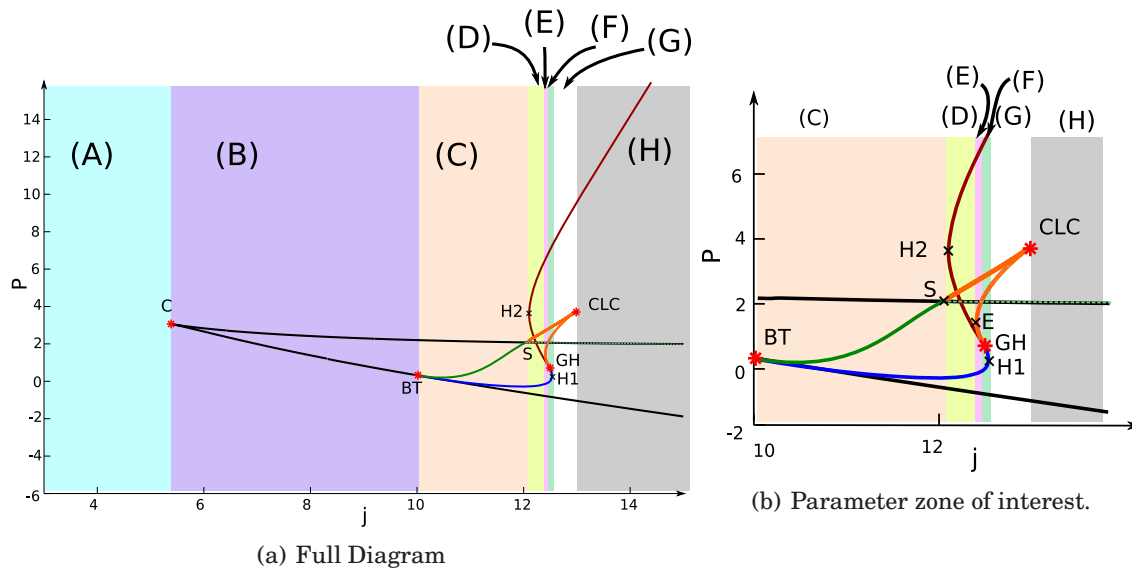 (D)
(E)
(F)
(G)
(A)
(B)
(C)
(H)
14
12
10
8
6
4
2
0
-2
-4
-6
P
C
BT
H2
S
CLC
GH
H1
4
6
8
10
12
14
j
(a) Full Diagram
(E)
(F)
(C)
(D)
(G)
(H)
6
4
2
0
-2
P
H2
CLC
S
E
BT
GH
H1
10
12
j
(b) Parameter zone of interest.